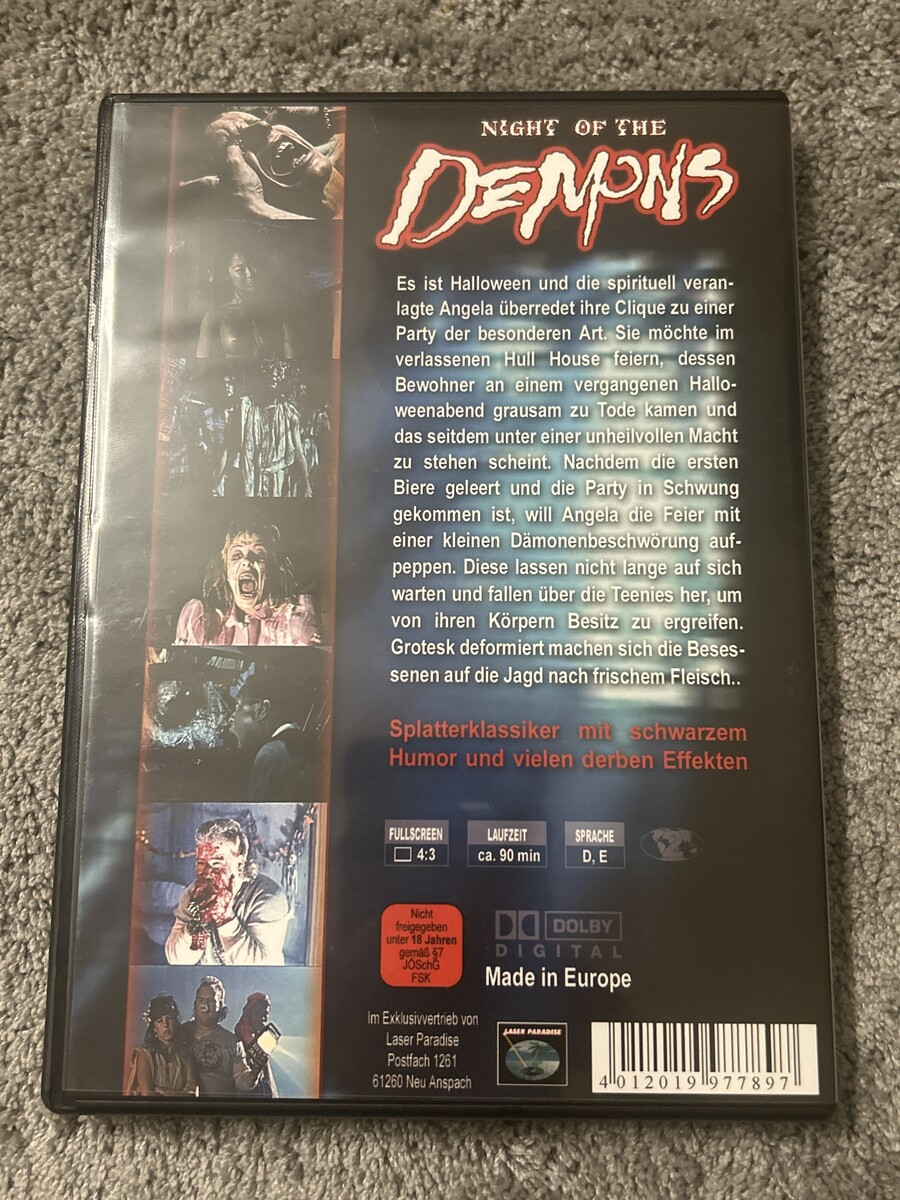 NIGHT OF THE
DEMONS
Es ist Halloween und die spirituell veran-
lagte Angela überredet ihre Clique zu einer
Party der besonderen Art. Sie möchte im
verlassenen Hull House feiern, dessen
Bewohner an einem vergangenen Hallo-
weenabend grausam zu Tode kamen und
das seitdem unter einer unheilvollen Macht
zu stehen scheint. Nachdem die ersten
Biere geleert und die Party in Schwung
gekommen ist, will Angela die Feier mit
einer kleinen Dämonenbeschwörung auf-
peppen. Diese lassen nicht lange auf sich
warten und fallen über die Teenies her, um
von ihren Körpern Besitz zu ergreifen.
Grotesk deformiert machen sich die Beses-
senen auf die Jagd nach frischem Fleisch..
Splatterklassiker mit schwarzem
Humor und vielen derben Effekten
FULLSCREEN
4:3
LAUFZEIT
ca. 90 min
SPRACHE
D, E
2
Nicht
freigegeben
unter 18 Jahren
gemäß §7
JÖSchG
FSK
DOLBY
DIGITAL
Made in Europe
Im Exklusivvertrieb von
Laser Paradise
Postfach 1261
61260 Neu Anspach
LASER PARADISE
4 012019 977897